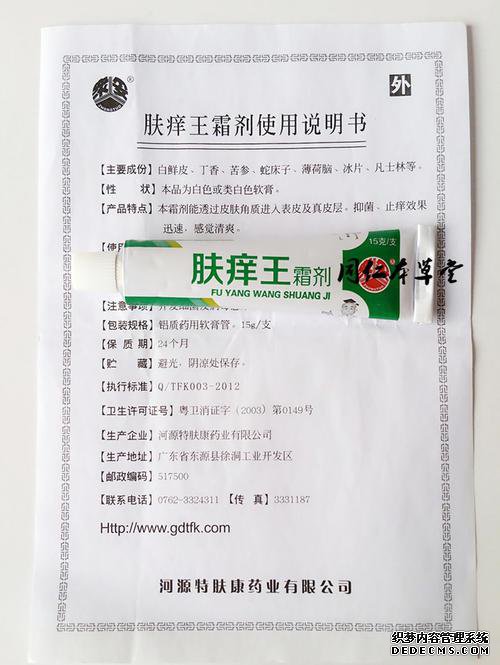 外
肤痒王霜剂使用说明书
【主要成份】白鲜皮、丁香、苦参、蛇床子、薄荷脑、冰片、凡士林等。
【性 状】本品为白色或类白色软膏。
【产品特点】本霜剂能透过皮肤角质进入表皮及真皮层。抑菌、止痒效果
迅速，感觉清爽。
15克/支
肤痒王霜剂
FU YANG WANG SHUANG JI
同仁本草堂
【注意事项】
【包装规格】铝质药用软膏管。15g/支
【保 质 期】24个月
【贮 藏】避光，阴凉处保存。
【执行标准】Q/TFK003-2012
【卫生许可证号】粤卫消证字（2003）第0149号
【生产企业】河源特肤康药业有限公司
【生产地址】广东省东源县徐洞工业开发区
【邮政编码】517500
【联系电话】0762-3324311【传 真】3331187
Http://www.gdtfk.com
河源特肤康药业有限公司
织梦内容管理系统
DEDECMS.COM